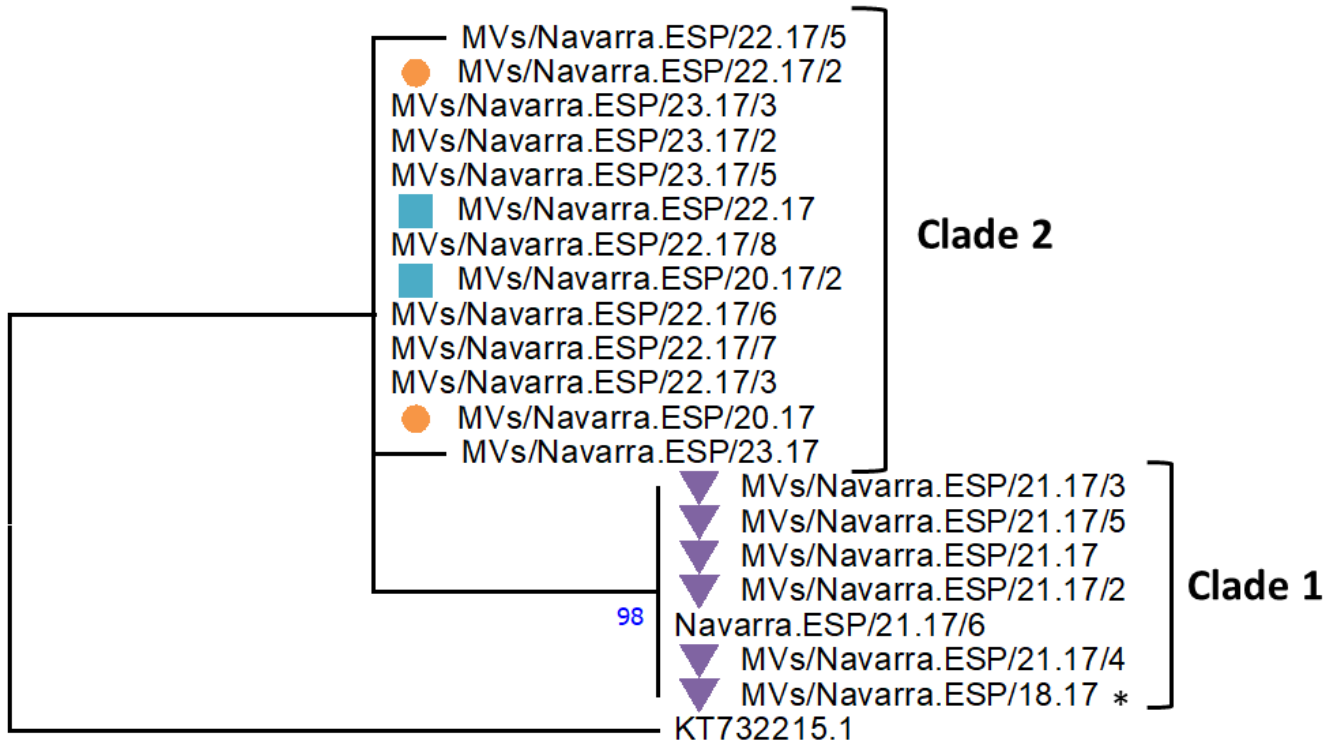 MVs/Navarra.ESP/22.17/5
MVs/Navarra.ESP/22.17/2
MVs/Navarra.ESP/23.17/3
MVs/Navarra.ESP/23.17/2
MVs/Navarra.ESP/23.17/5
MVs/Navarra.ESP/22.17
MVs/Navarra.ESP/22.17/8
MVs/Navarra.ESP/20.17/2
MVs/Navarra.ESP/22.17/6
MVs/Navarra.ESP/22.17/7
MVs/Navarra.ESP/22.17/3
MVs/Navarra.ESP/20.17
MVs/Navarra.ESP/23.17
Clade 2
MVs/Navarra.ESP/21.17/3
MVs/Navarra.ESP/21.17/5
MVs/Navarra.ESP/21.17
MVs/Navarra.ESP/21.17/2
Navarra.ESP/21.17/6
MVs/Navarra.ESP/21.17/4
MVs/Navarra.ESP/18.17 *
Clade 1
98
KT732215.1